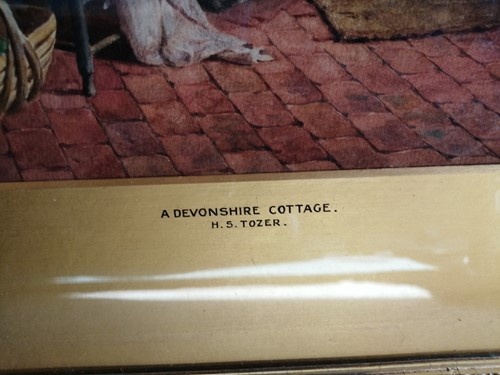 A DEVONSHIRE COTTAGE.
H. S. TOZER.